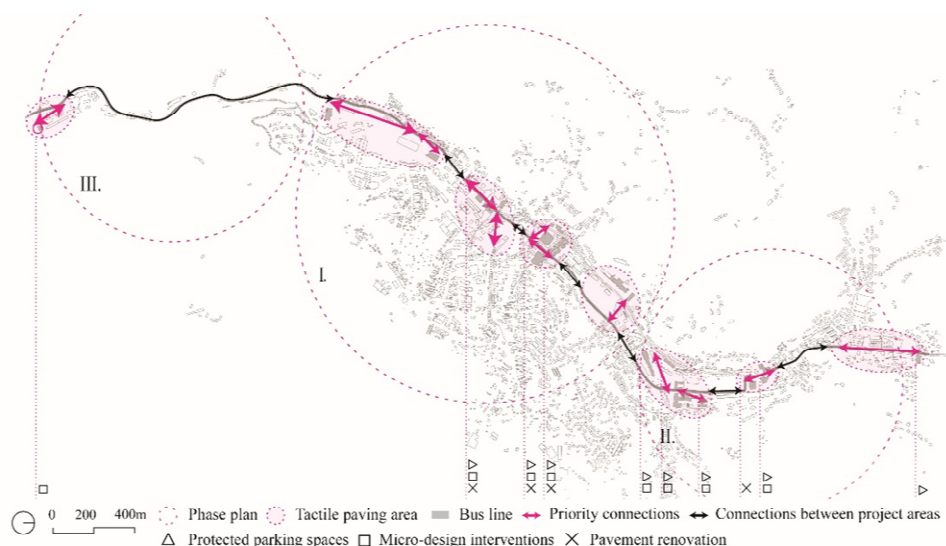 III.
I.
II.
0 200 400m
Phase plan Tactile paving area Bus line Priority connections Connections between project areas
Protected parking spaces Micro-design interventions Pavement renovation